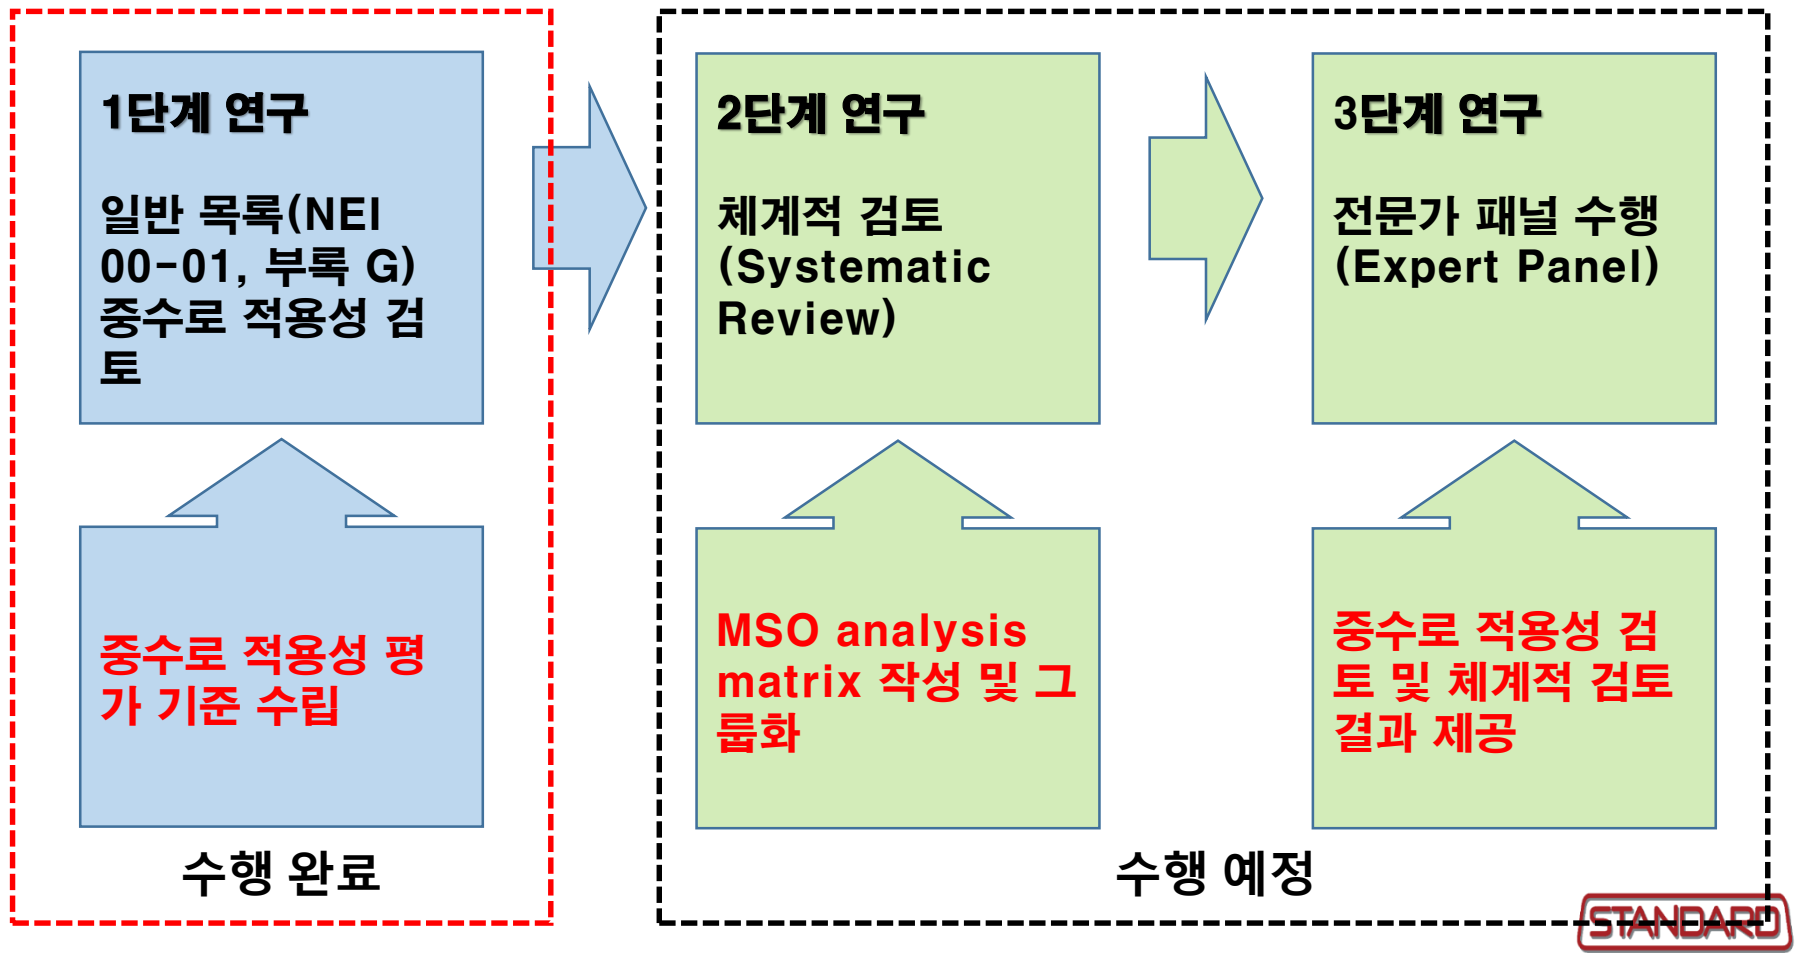 1단계 연구
일반 목록(NEI
00-01, 부록 G)
중수로 적용성 검
토
중수로 적용성 평
가 기준 수립
수행 완료
2단계 연구
체계적 검토
(Systematic
Review)
MSO analysis
matrix 작성 및 그
룹화
3단계 연구
전문가 패널 수행
(Expert Panel)
중수로 적용성 검
토 및 체계적 검토
결과 제공
수행 예정
STANDARD